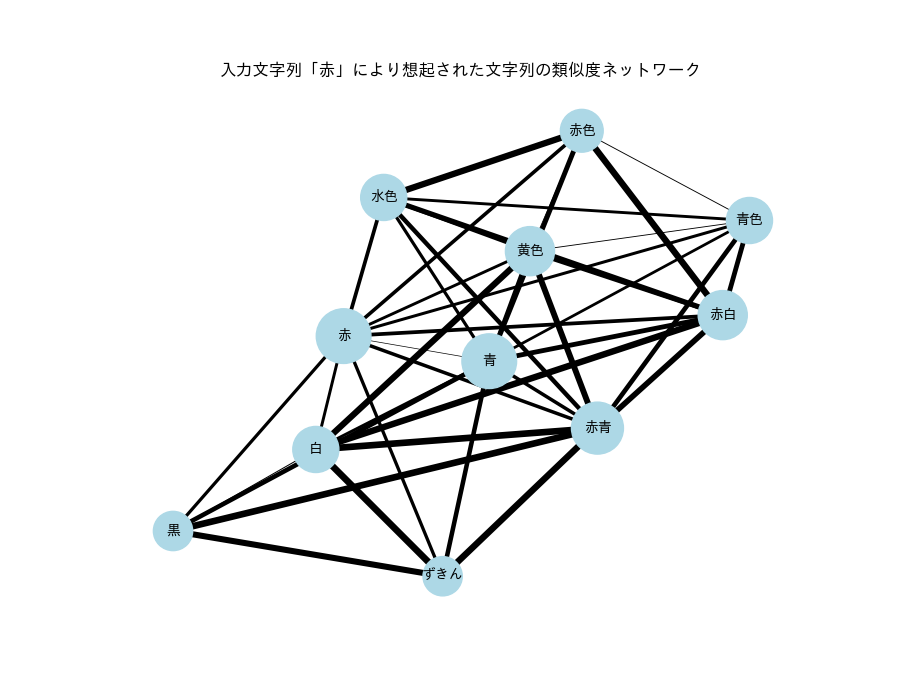 入力文字列「赤」により想起された文字列の類似度ネットワーク
赤色
水色
青色
黄色
赤白
赤
青
赤青
白
黒
ずきん